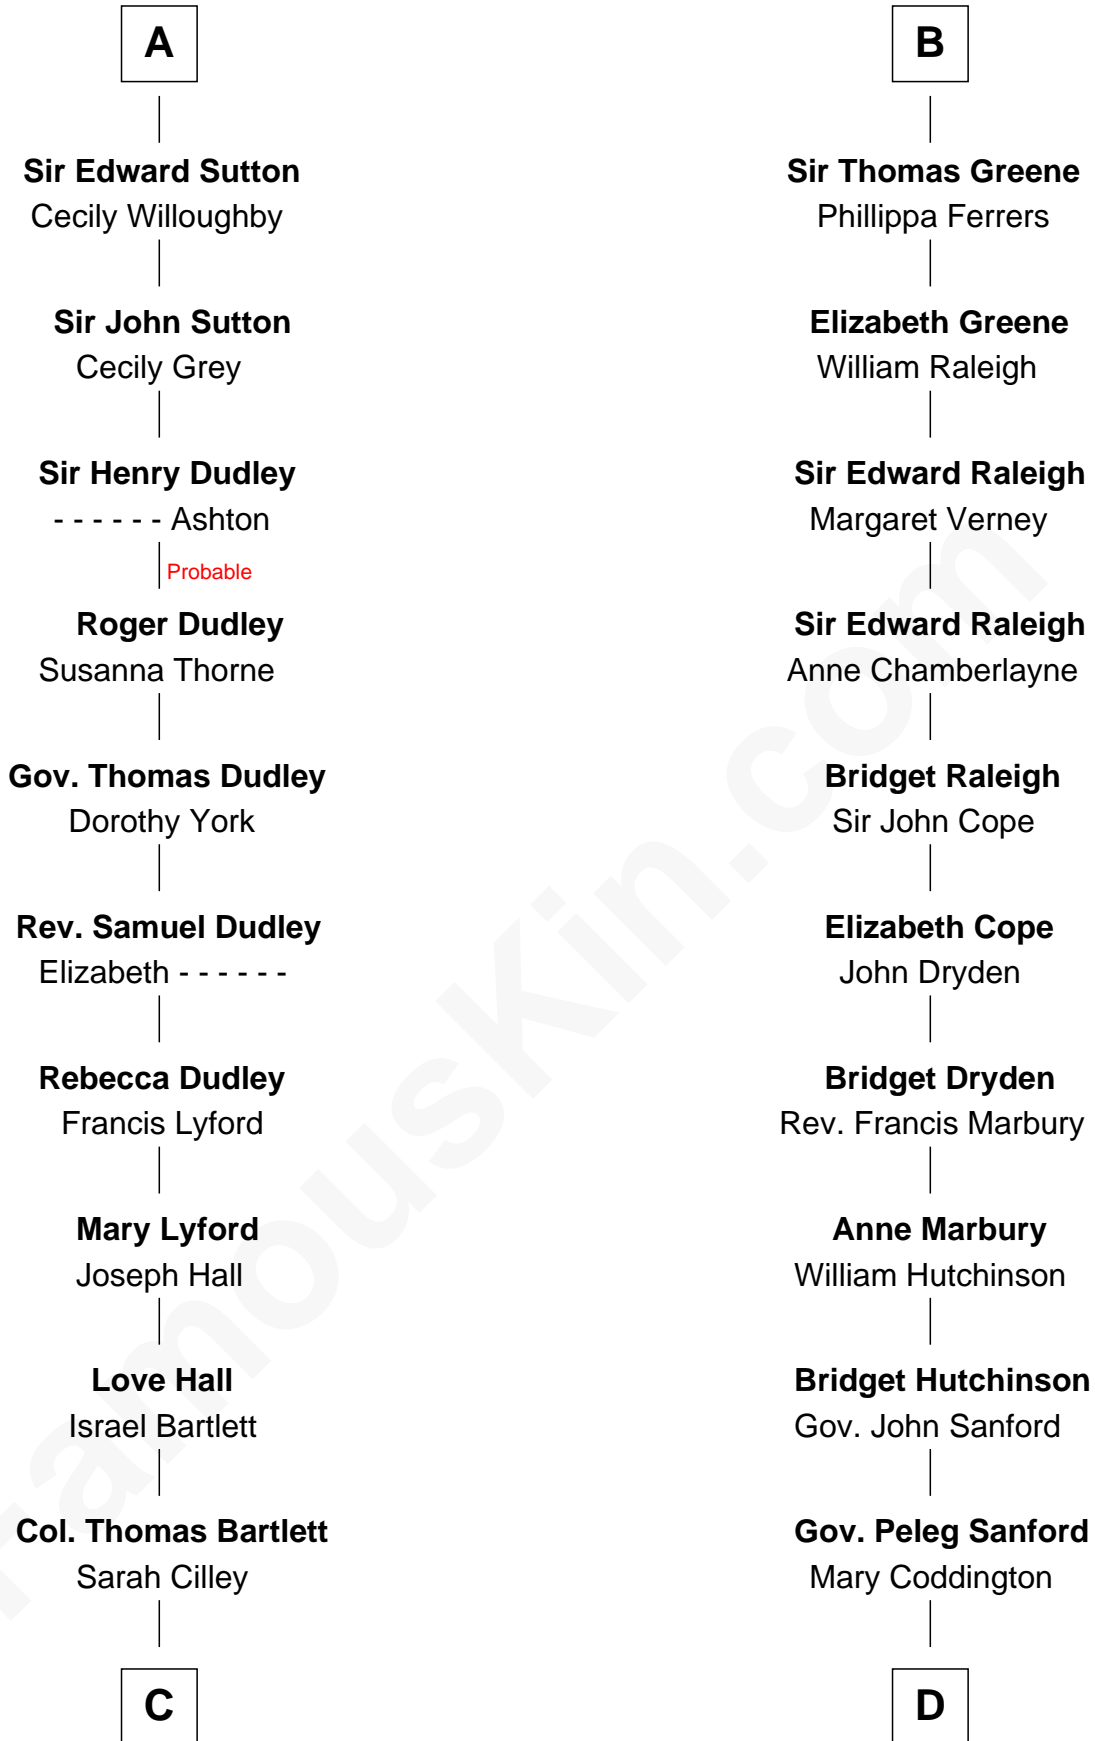 A
Sir Edward Sutton
Cecily Willoughby
Sir John Sutton
Cecily Grey
Sir Henry Dudley
- - - - - - Ashton
Probable
Roger Dudley
Susanna Thorne
Gov. Thomas Dudley
Dorothy York
Rev. Samuel Dudley
Elizabeth - - - - - -
Rebecca Dudley
Francis Lyford
Mary Lyford
Joseph Hall
Love Hall
Israel Bartlett
Col. Thomas Bartlett
Sarah Cilley
C
B
Sir Thomas Greene
Phillippa Ferrers
Elizabeth Greene
William Raleigh
Sir Edward Raleigh
Margaret Verney
Sir Edward Raleigh
Anne Chamberlayne
Bridget Raleigh
Sir John Cope
Elizabeth Cope
John Dryden
Bridget Dryden
Rev. Francis Marbury
Anne Marbury
William Hutchinson
Bridget Hutchinson
Gov. John Sanford
Gov. Peleg Sanford
Mary Coddington
D
FamousKin.com